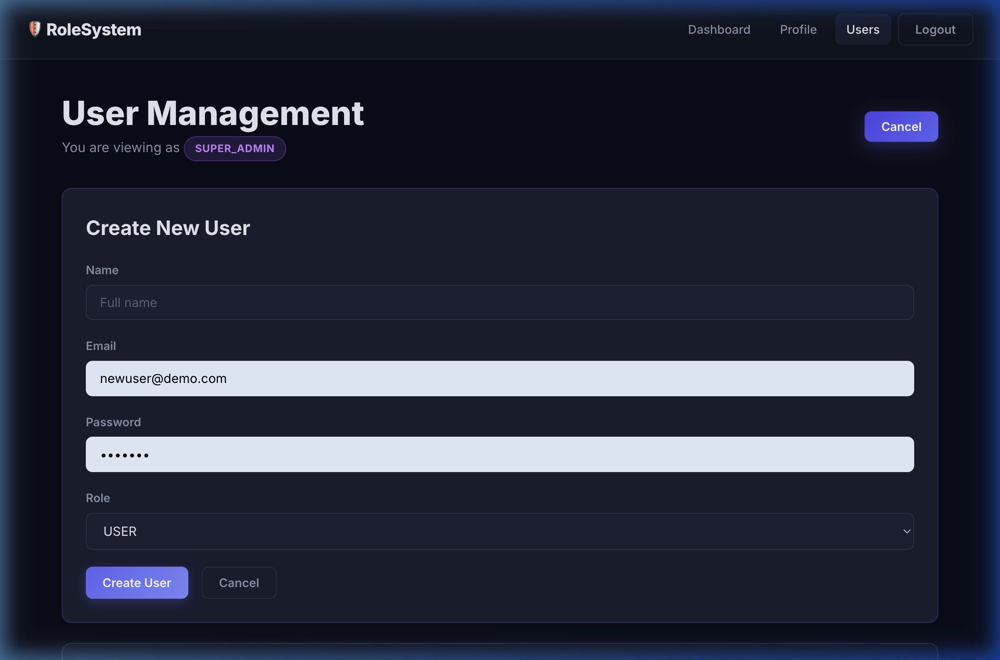 RoleSystem
Dashboard Profile Users Logout
User Management
Cancel
You are viewing as SUPER_ADMIN
Create New User
Name
Full name
Email
newuser@demo.com
Password
•••••••
Role
USER
Create User Cancel